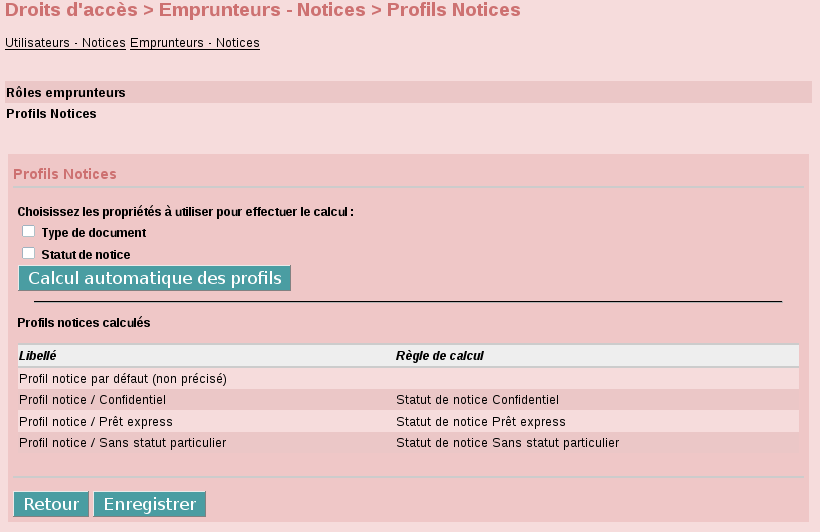 Droits d'accès > Emprunteurs - Notices > Profils Notices
Utilisateurs - Notices Emprunteurs - Notices
Rôles emprunteurs
Profils Notices
Profils Notices
Choisissez les propriétés à utiliser pour effectuer le calcul :
Type de document
Statut de notice
Calcul automatique des profils
Profils notices calculés
Libellé Règle de calcul
Profil notice par défaut (non précisé)
Profil notice / Confidentiel Statut de notice Confidentiel
Profil notice / Prêt express Statut de notice Prêt express
Profil notice / Sans statut particulier Statut de notice Sans statut particulier
Retour Enregistrer